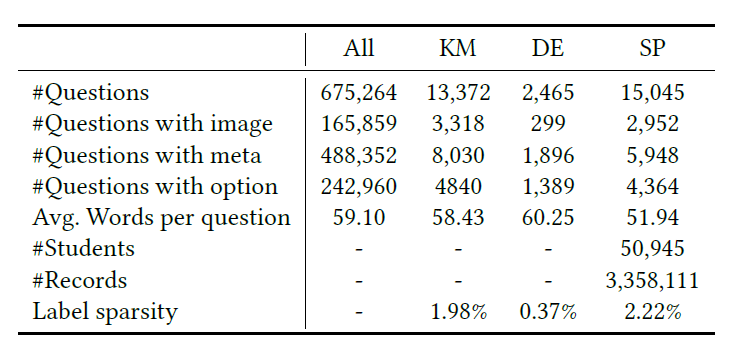 All KM DE SP
#Questions 675,264 13,372 2,465 15,045
#Questions with image 165,859 3,318 299 2,952
#Questions with meta 488,352 8,030 1,896 5,948
#Questions with option 242,960 4840 1,389 4,364
Avg. Words per question 59.10 58.43 60.25 51.94
#Students - - - 50,945
#Records - - - 3,358,111
Label sparsity - 1.98% 0.37% 2.22%